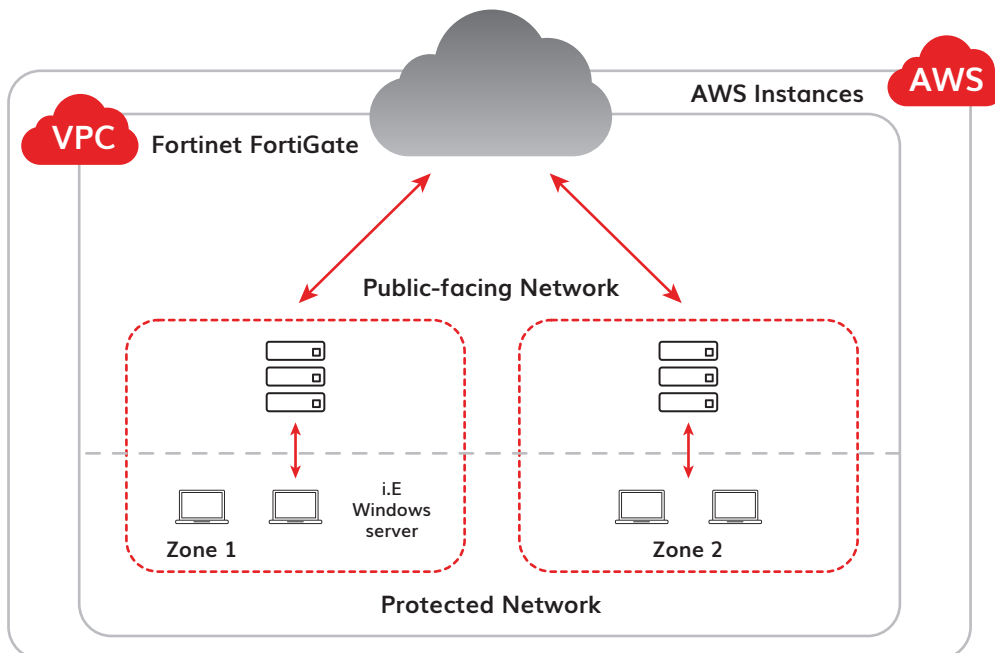 AWS
AWS Instances
VPC
Fortinet FortiGate
Public-facing Network
i.E
Windows
server
Zone 1
Zone 2
Protected Network